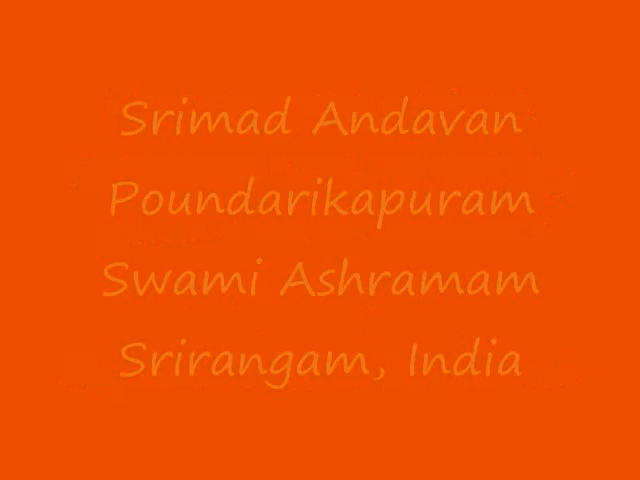 Srimad Andavan
Poundarikapuram
Swami Ashramam
Srirangam, India